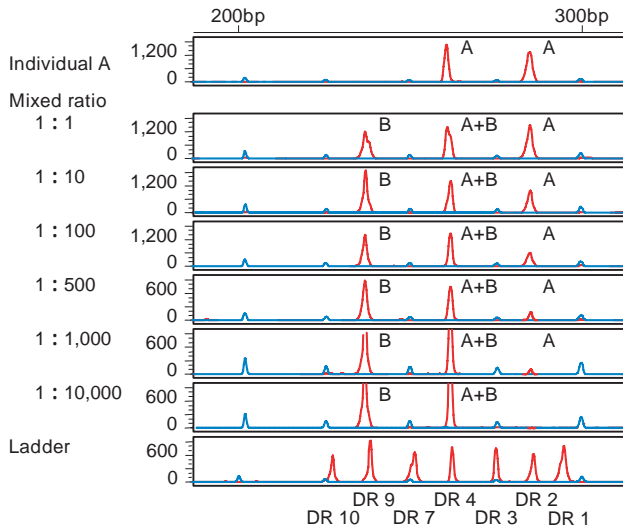 200bp 300bp
Individual A 1,200 0 A A
Mixed ratio
1 : 1 1,200 0 B A+B A
1 : 10 1,200 0 B A+B A
1 : 100 1,200 0 B A+B A
1 : 500 600 0 B A+B A
1 : 1,000 600 0 B A+B A
1 : 10,000 600 0 B A+B
Ladder 600 0
DR 9 DR 4 DR 2
DR 10 DR 7 DR 3 DR 1